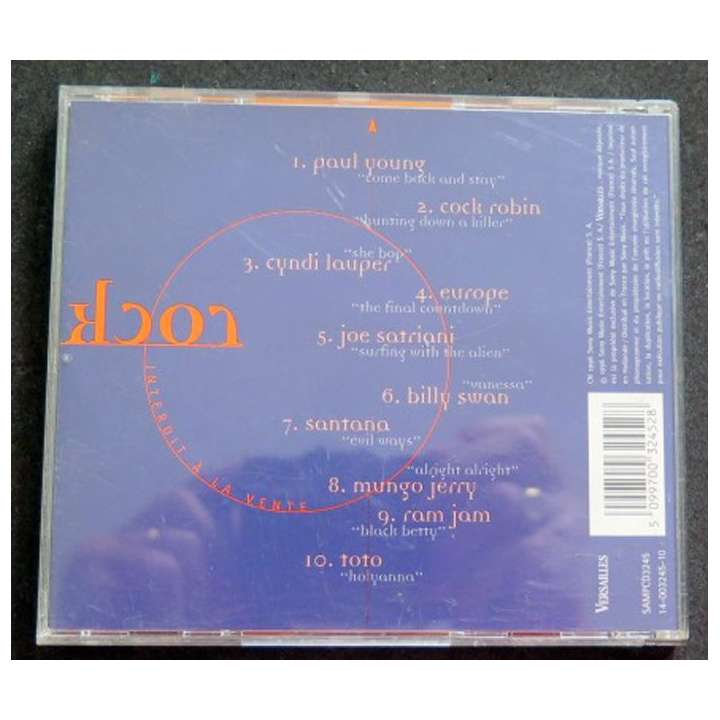 1. paul young
"come back and stay"
2. cock robin
"hunting down a killer"
"she bop"
3. cyndi lauper
4. europe
"the final countdown"
5. joe satriani
"surfing with the alien"
"vanessa"
6. billy swan
7. santana
"evil ways"
"alright alright"
8. mungo jerry
9. ram jam
"black betty"
10. toto
"holyanna"
rock
INTERDIT À LA VENTE
5 099700 324528
VERSAILLES
SAMPCD3245
14-003245-10